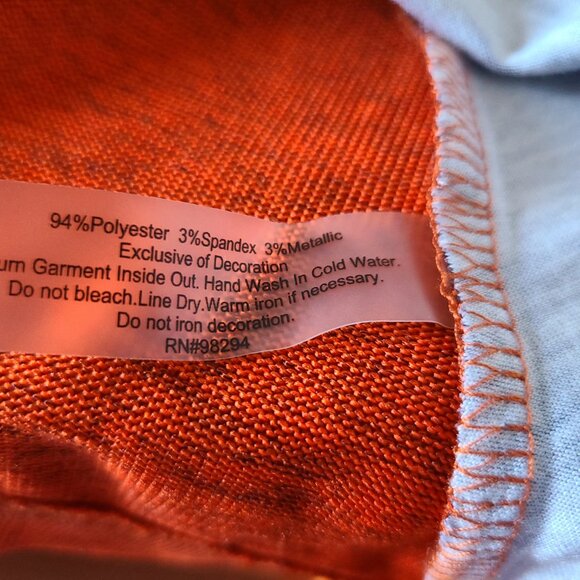 94%Polyester 3%Spandex 3%Metallic
Exclusive of Decoration
urn Garment Inside Out. Hand Wash In Cold Water.
Do not bleach.Line Dry.Warm iron if necessary.
Do not iron decoration.
RN#98294